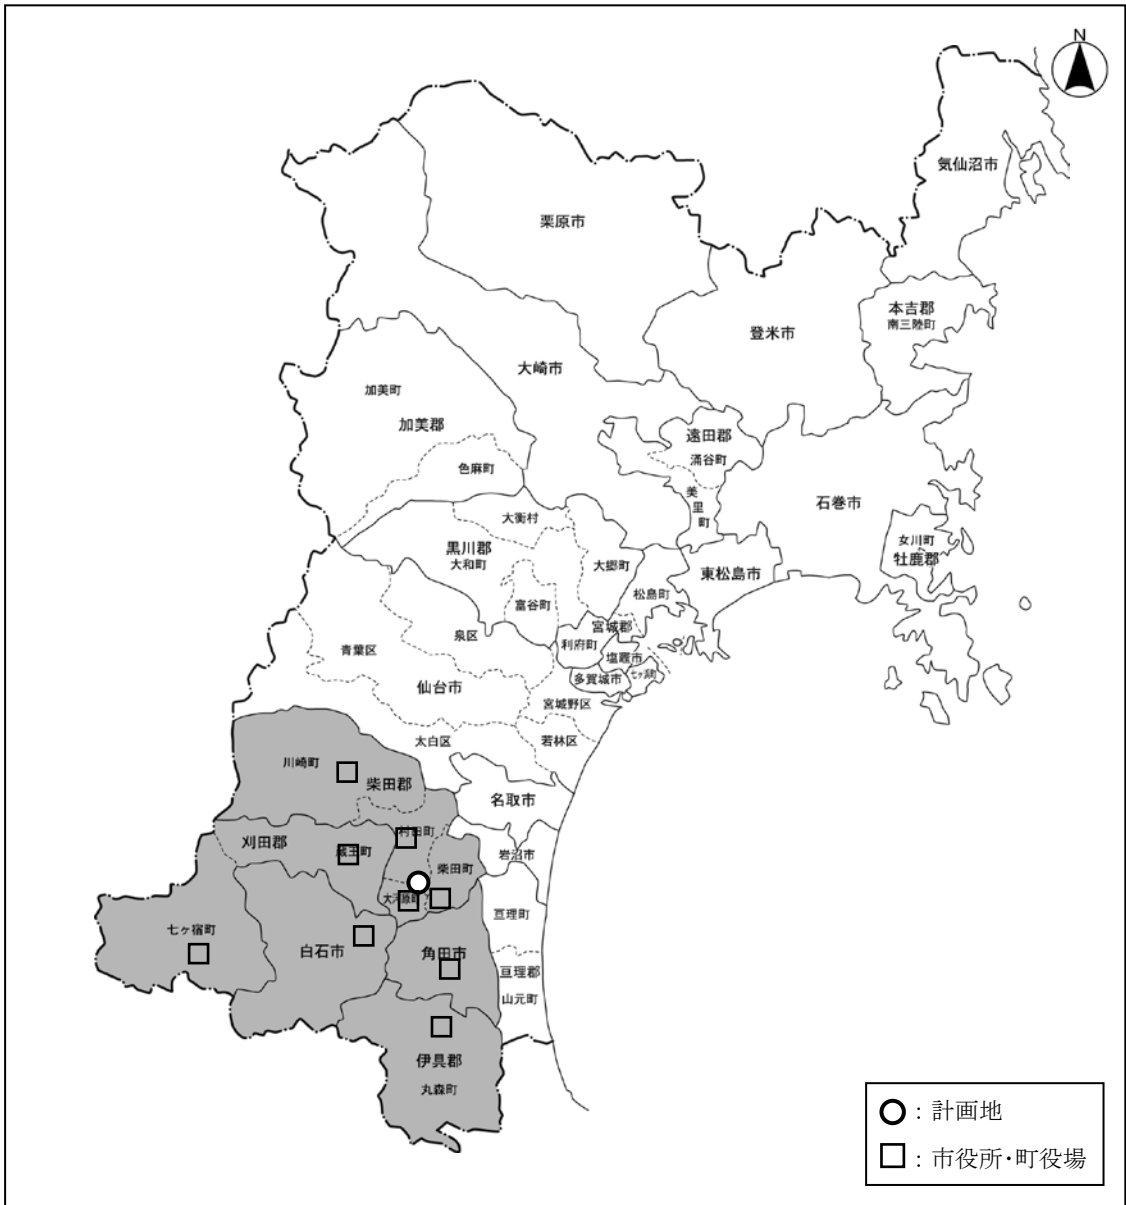 N
気仙沼市
栗原市
本吉郡
南三陸町
登米市
大崎市
加美町
加美郡
遠田郡
涌谷町
色麻町
美里町
石巻市
大衡村
女川町
牡鹿郡
黒川郡
大和町
大郷町
東松島市
松島町
富谷町
宮城郡
泉区
利府町
青葉区
塩竈市
七ヶ浜町
多賀城市
仙台市
宮城野区
太白区
若林区
川崎町
柴田郡
名取市
村田町
刈田郡
蔵王町
岩沼市
柴田町
大河原町
亘理町
七ヶ宿町
白石市
角田市
亘理郡
山元町
伊具郡
丸森町
：計画地
：市役所・町役場